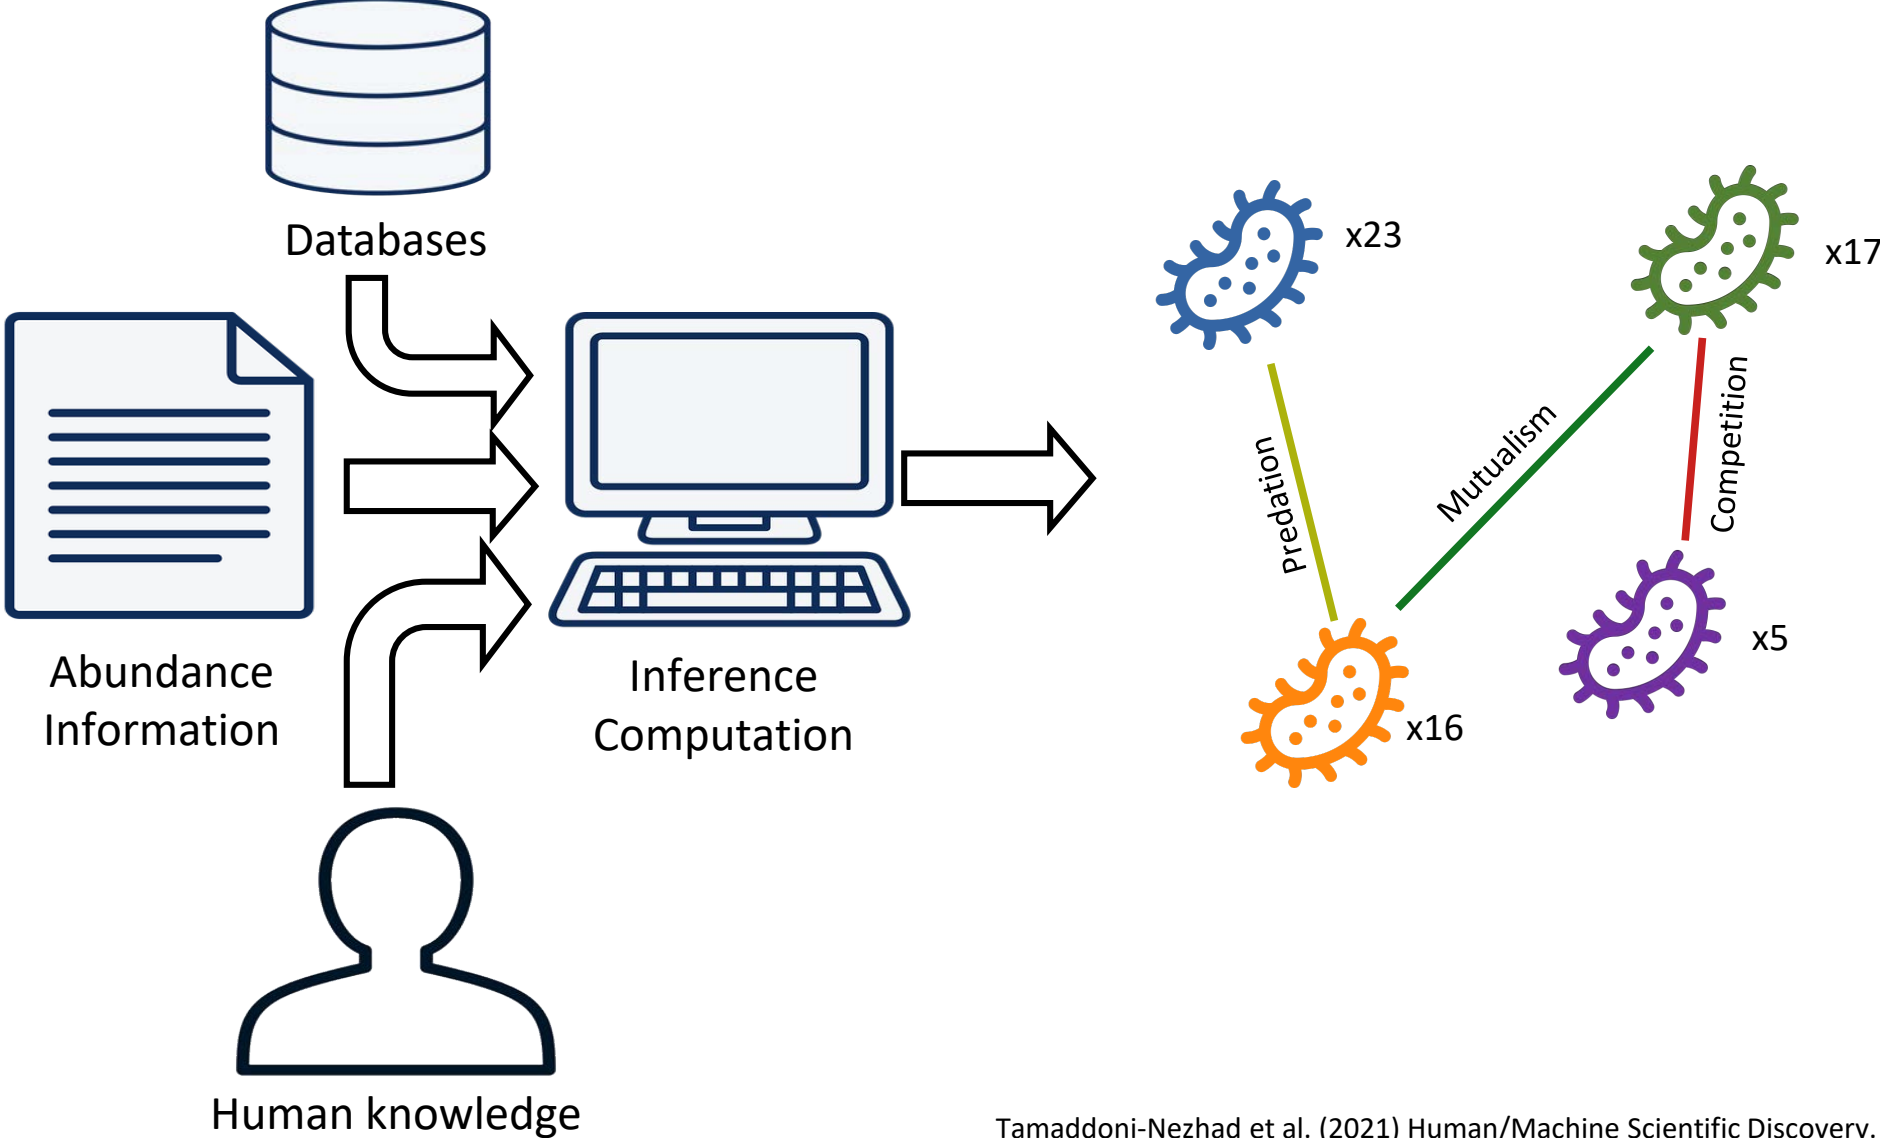 Databases
Abundance
Information
Inference
Computation
Human knowledge
x23
x17
Predation
Mutualism
Competition
x5
x16
Tamaddoni-Nezhad et al. (2021) Human/Machine Scientific Discovery.